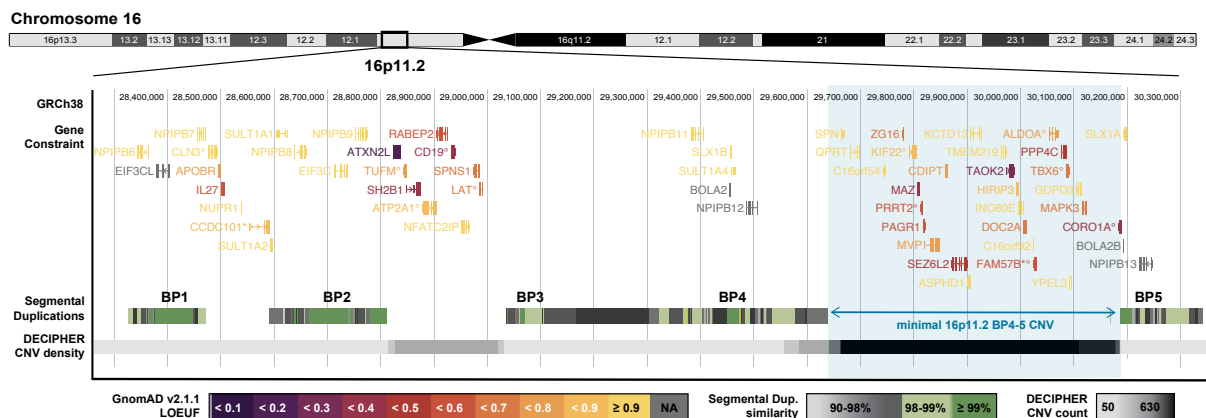 Chromosome 16
16p13.3 13.2 13.13 13.12 13.11 12.3 12.2 12.1 16q11.2 12.1 12.2 21 22.1 22.2 23.1 23.2 23.3 24.1 24.2 24.3
16p11.2
GRCh38 28,400,000 28,500,000 28,600,000 28,700,000 28,800,000 28,900,000 29,000,000 29,100,000 29,200,000 29,300,000 29,400,000 29,500,000 29,600,000 29,700,000 29,800,000 29,900,000 30,000,000 30,100,000 30,200,000 30,300,000
Gene
Constraint
NPIPB7 SULT1A1 NPIPB9 RABEP2 NPIPB11 SPN ZG16 KCTD13 ALDOA° SLX1A
NPIPB6 CLN3° NPIPB8 ATXN2L CD19° SLX1B QPRT KIF22° TMEM219 PPP4C
EIF3CL APOBR EIF3C TUFM° SPNS1 SULT1A4 C16orf54 CDIPT TAOK2 TBX6°
IL27 SH2B1 LAT° BOLA2 MAZ HIRIP3 GDPD3
NUPR1 ATP2A1° NPIPB12 PRRT2° INO80E MAPK3
CCDC101* NFATC2IP PAGR1 DOC2A CORO1A°
SULT1A2 MVP C16orf92 BOLA2B
SEZ6L2 FAM57B*° NPIPB13
ASPHD1 YPEL3
Segmental
Duplications
BP1 BP2 BP3 BP4 BP5
minimal 16p11.2 BP4-5 CNV
DECIPHER
CNV density
GnomAD v2.1.1
LOEUF
< 0.1 < 0.2 < 0.3 < 0.4 < 0.5 < 0.6 < 0.7 < 0.8 < 0.9 ≥ 0.9 NA
Segmental Dup.
similarity
90-98% 98-99% ≥ 99%
DECIPHER
CNV count
50 630